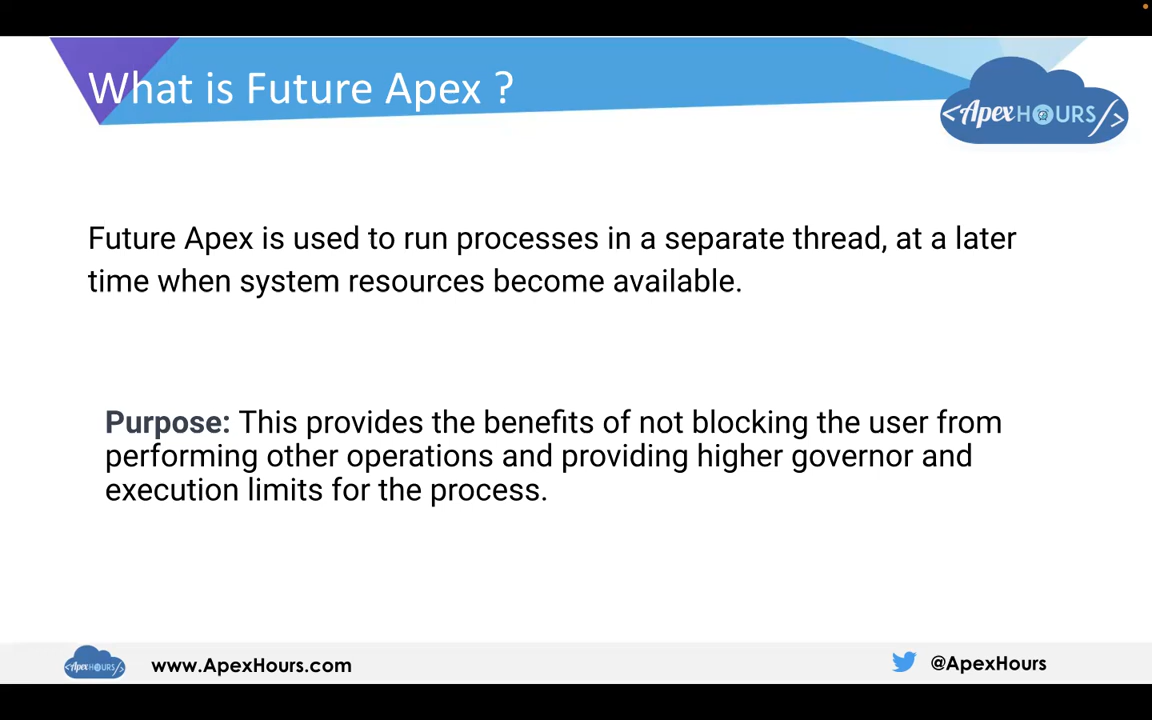 What is Future Apex ?
<ApexHOURS/>
Future Apex is used to run processes in a separate thread, at a later
time when system resources become available.
Purpose: This provides the benefits of not blocking the user from
performing other operations and providing higher governor and
execution limits for the process.
<ApexHOURS/>
www.ApexHours.com
@ApexHours